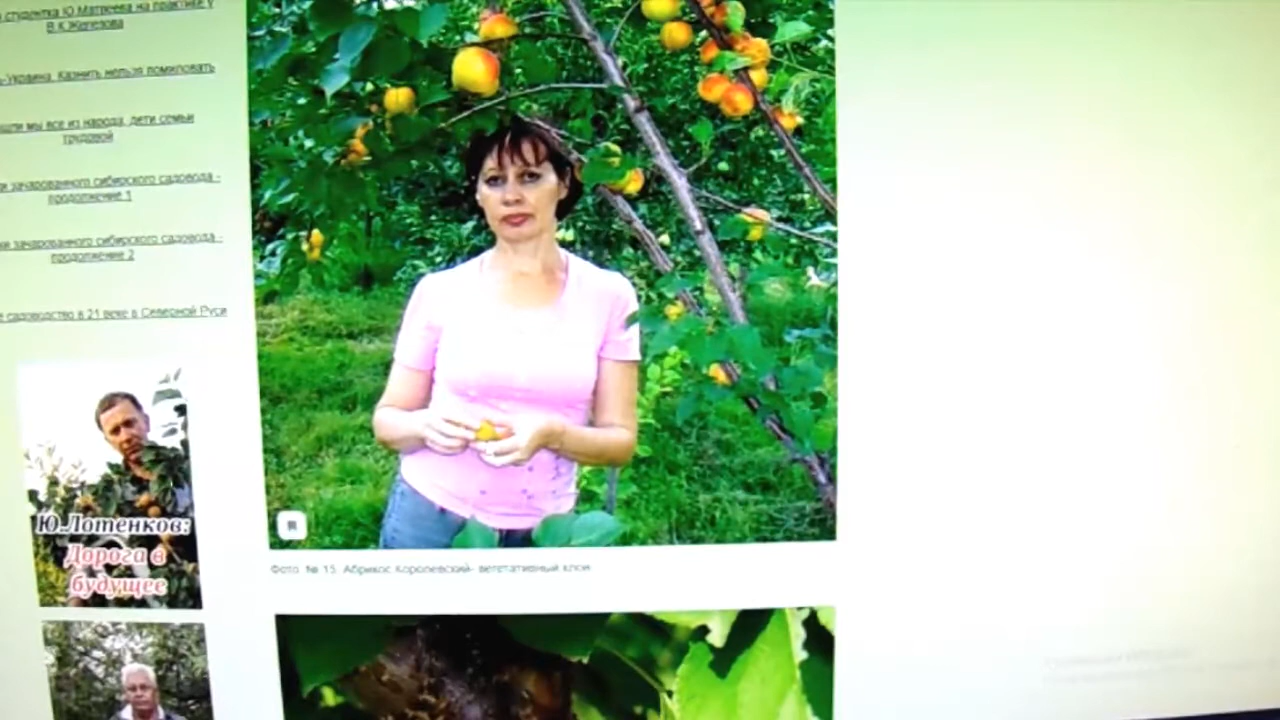 студентка Ю.Матвеева на практике у
В.К.Железова
-Украина. Казнить нельзя помиловать
мы все из народа, дети семьи
трудовой
зачарованного сибирского садовода -
продолжение 1
зачарованного сибирского садовода -
продолжение 2
садоводство в 21 веке в Северной Руси
Ю.Лотенков:
Дорога в
будущее
Фото № 15. Абрикос Королевский- вегетативный клон